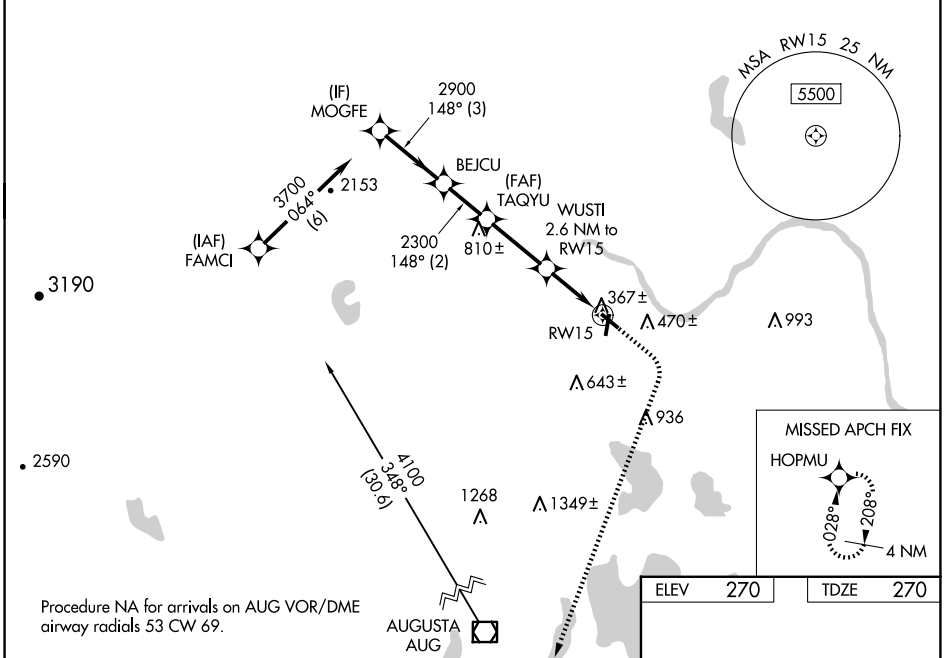 MSA RW15 25 NM
5500
(IF)
MOGFE
2900
148° (3)
BEJCU
(FAF)
TAQYU
3700
064°
(6)
2153
WUSTI
2.6 NM to
RW15
(IAF)
FAMCI
2300
148° (2)
810±
3190
367±
RW15
470±
993
643±
936
MISSED APCH FIX
HOPMU
028°
208°
4 NM
2590
4100
348°
(30.6)
1268
1349±
Procedure NA for arrivals on AUG VOR/DME
airway radials 53 CW 69.
AUGUSTA
AUG
ELEV 270
TDZE 270